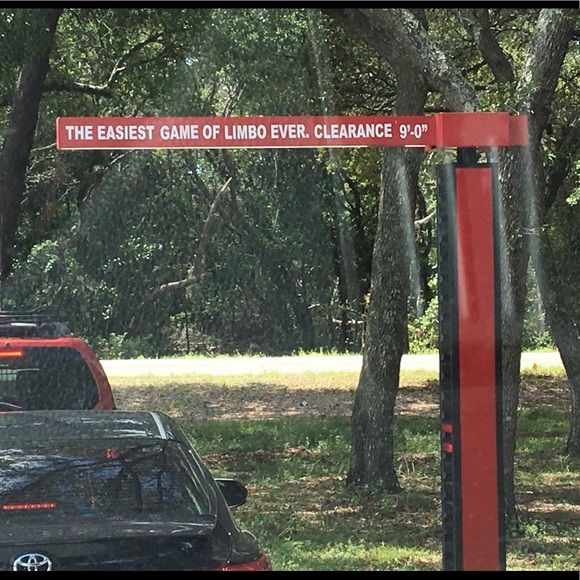 THE EASIEST GAME OF LIMBO EVER. CLEARANCE 9'-0"